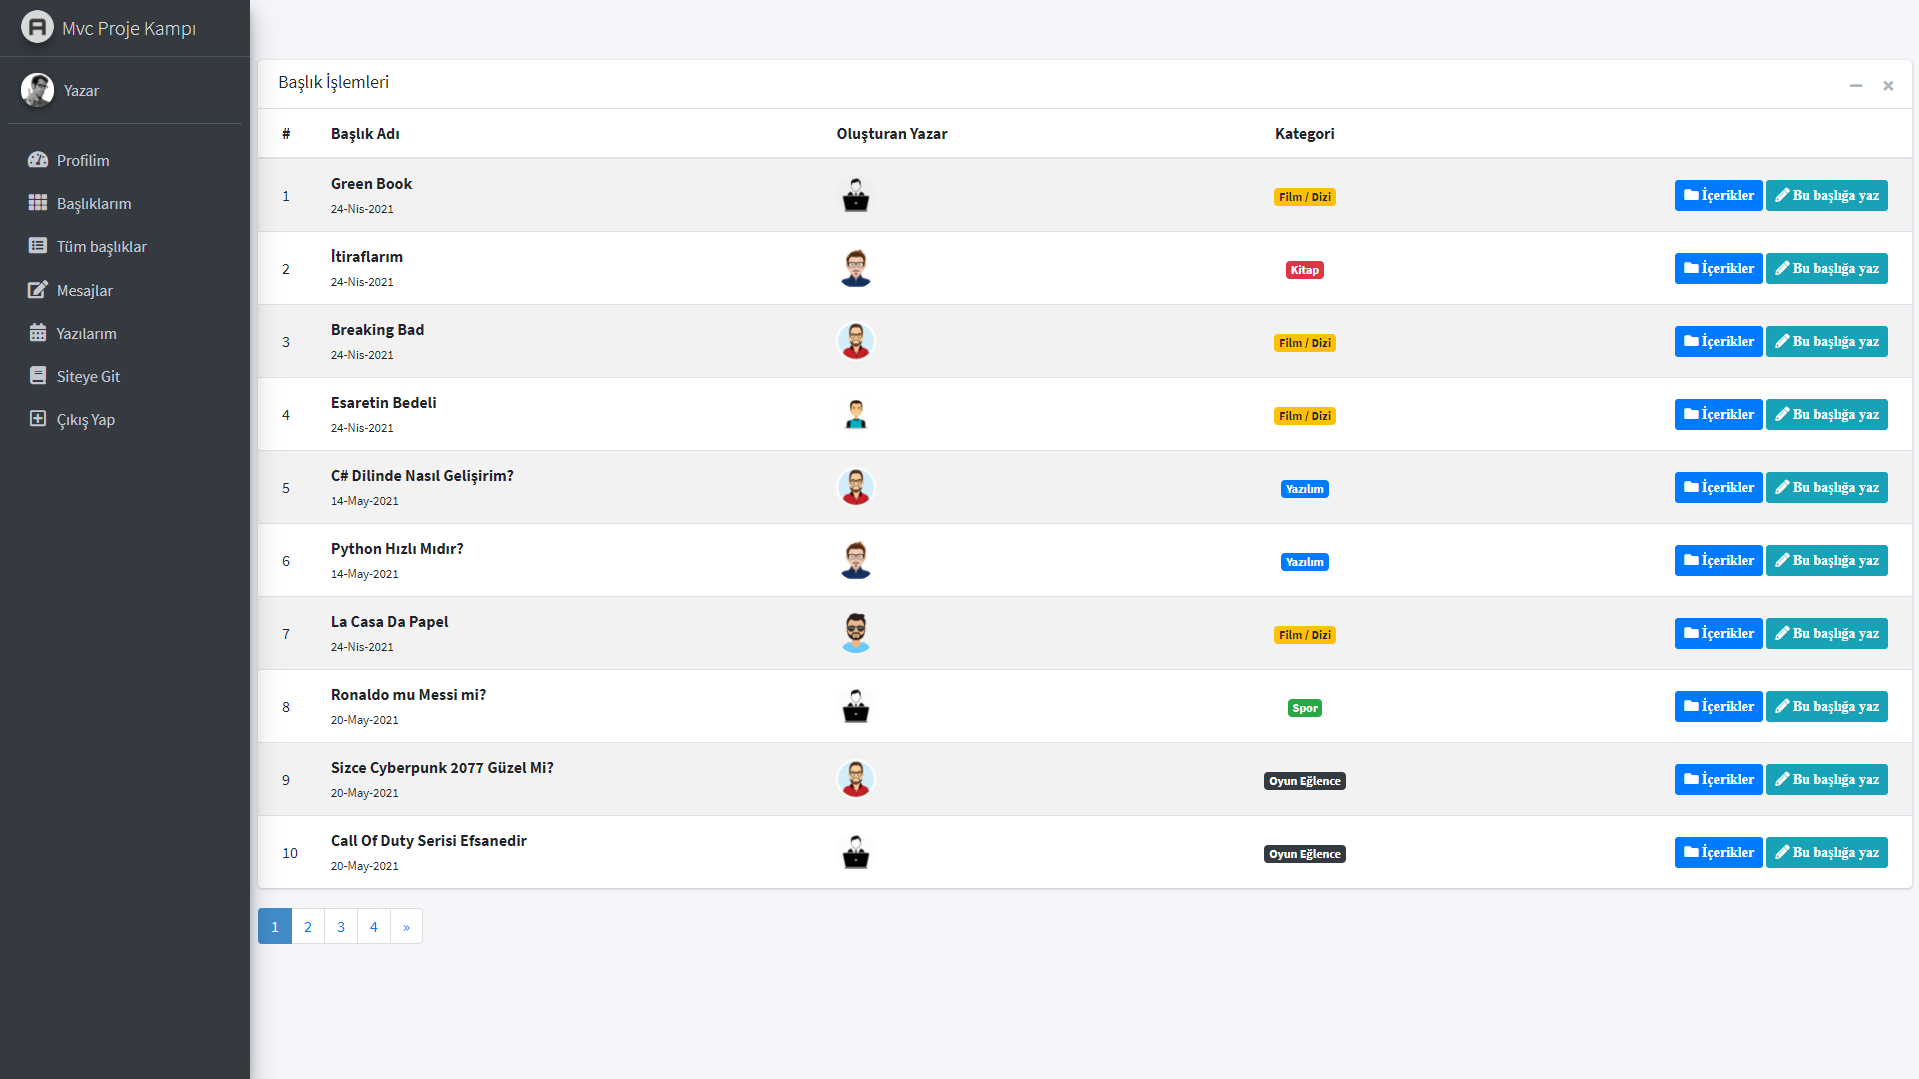 Mvc Proje Kampı
Yazar
Profilim
Başlıklarım
Tüm başlıklar
Mesajlar
Yazılarım
Siteye Git
Çıkış Yap
Başlık İşlemleri
# Başlık Adı Oluşturan Yazar Kategori
1 Green Book Film / Dizi İçerikler Bu başlığa yaz
24-Nis-2021
2 İtiraflarım Kitap İçerikler Bu başlığa yaz
24-Nis-2021
3 Breaking Bad Film / Dizi İçerikler Bu başlığa yaz
24-Nis-2021
4 Esaretin Bedeli Film / Dizi İçerikler Bu başlığa yaz
24-Nis-2021
5 C# Dilinde Nasıl Gelişirim? Yazılım İçerikler Bu başlığa yaz
14-May-2021
6 Python Hızlı Mıdır? Yazılım İçerikler Bu başlığa yaz
14-May-2021
7 La Casa Da Papel Film / Dizi İçerikler Bu başlığa yaz
24-Nis-2021
8 Ronaldo mu Messi mi? Spor İçerikler Bu başlığa yaz
20-May-2021
9 Sizce Cyberpunk 2077 Güzel Mi? Oyun Eğlence İçerikler Bu başlığa yaz
20-May-2021
10 Call Of Duty Serisi Efsanedir Oyun Eğlence İçerikler Bu başlığa yaz
20-May-2021
1 2 3 4 »